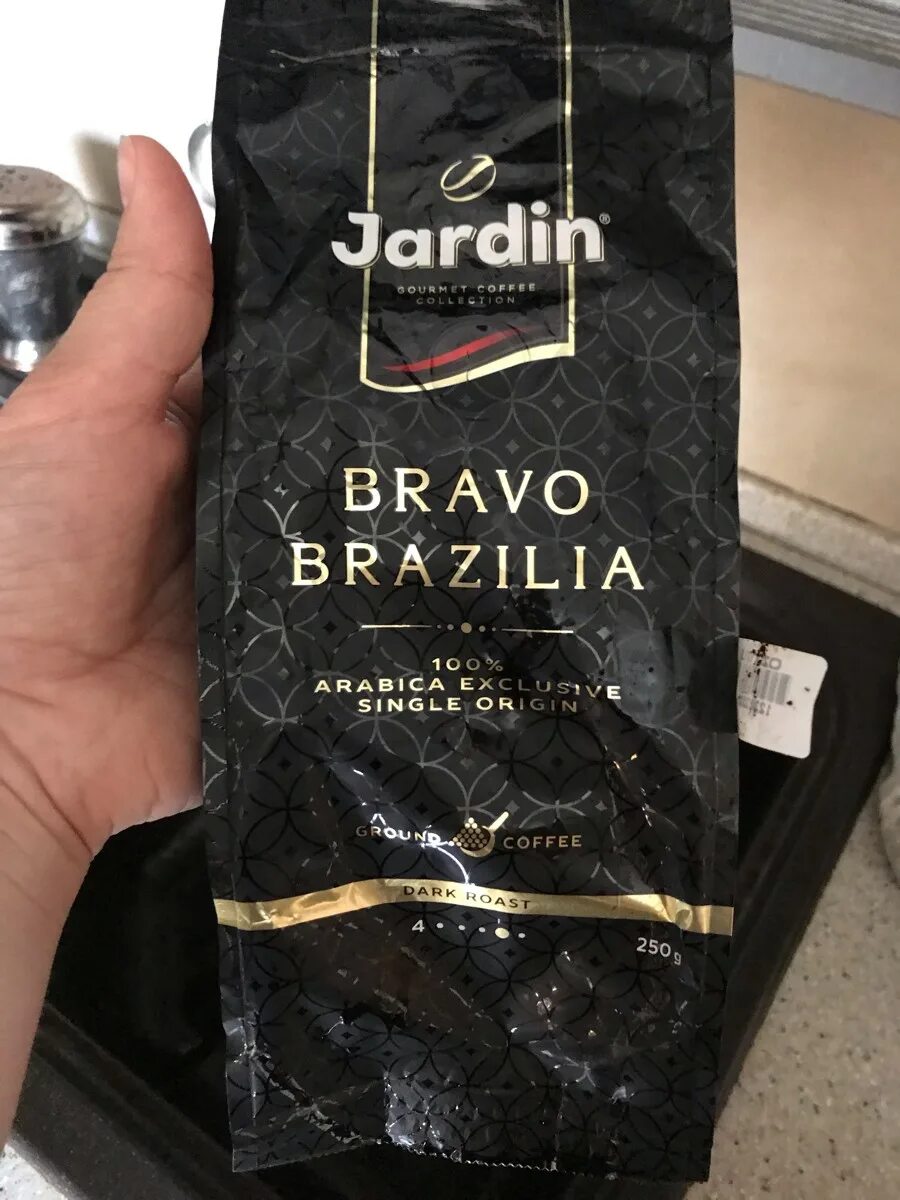 Jardin®
GOURMET COFFEE
COLLECTION
BRAVO
BRAZILIA
100%
ARABICA EXCLUSIVE
SINGLE ORIGIN
GROUND COFFEE
DARK ROAST
4
250 g